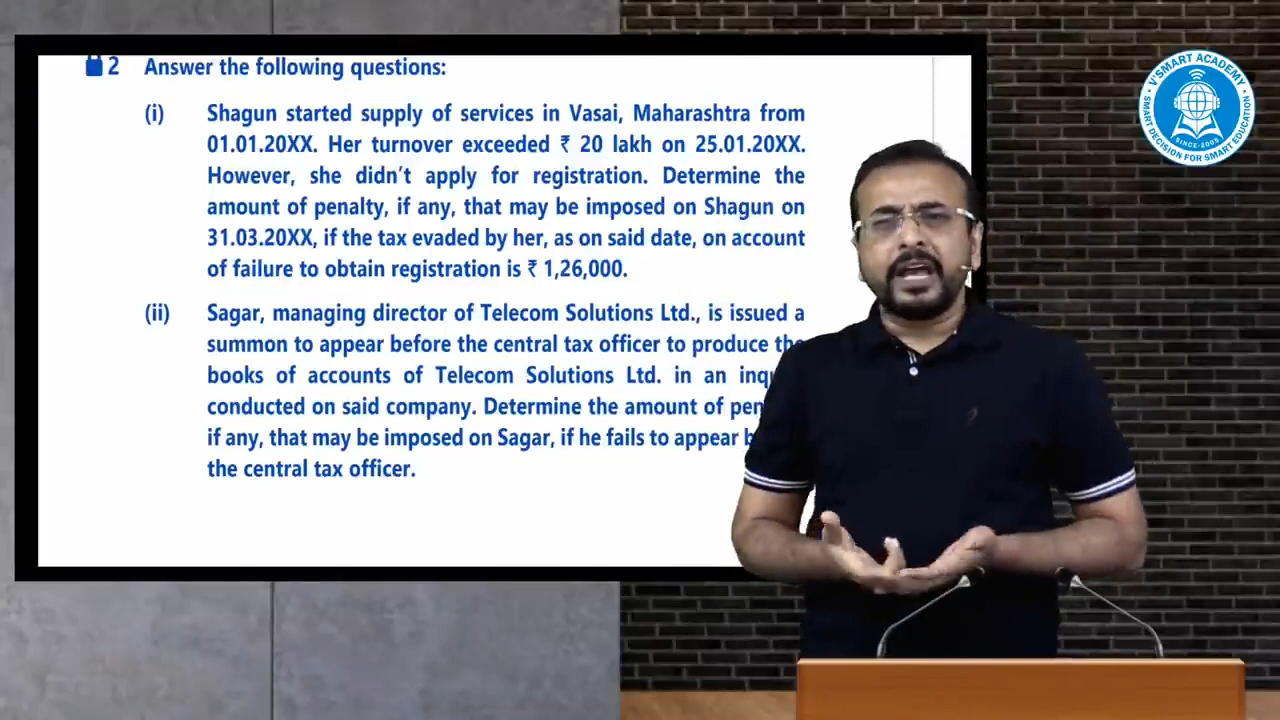 2 Answer the following questions:
(i) Shagun started supply of services in Vasai, Maharashtra from
01.01.20XX. Her turnover exceeded ₹ 20 lakh on 25.01.20XX.
However, she didn't apply for registration. Determine the
amount of penalty, if any, that may be imposed on Shagun on
31.03.20XX, if the tax evaded by her, as on said date, on account
of failure to obtain registration is ₹ 1,26,000.
(ii) Sagar, managing director of Telecom Solutions Ltd., is issued a
summon to appear before the central tax officer to produce the
books of accounts of Telecom Solutions Ltd. in an
conducted on said company. Determine the amount of
if any, that may be imposed on Sagar, if he fails to appear
the central tax officer.
V'SMART ACADEMY
SINCE-2005
SMART DECISION FOR SMART EDUCATION